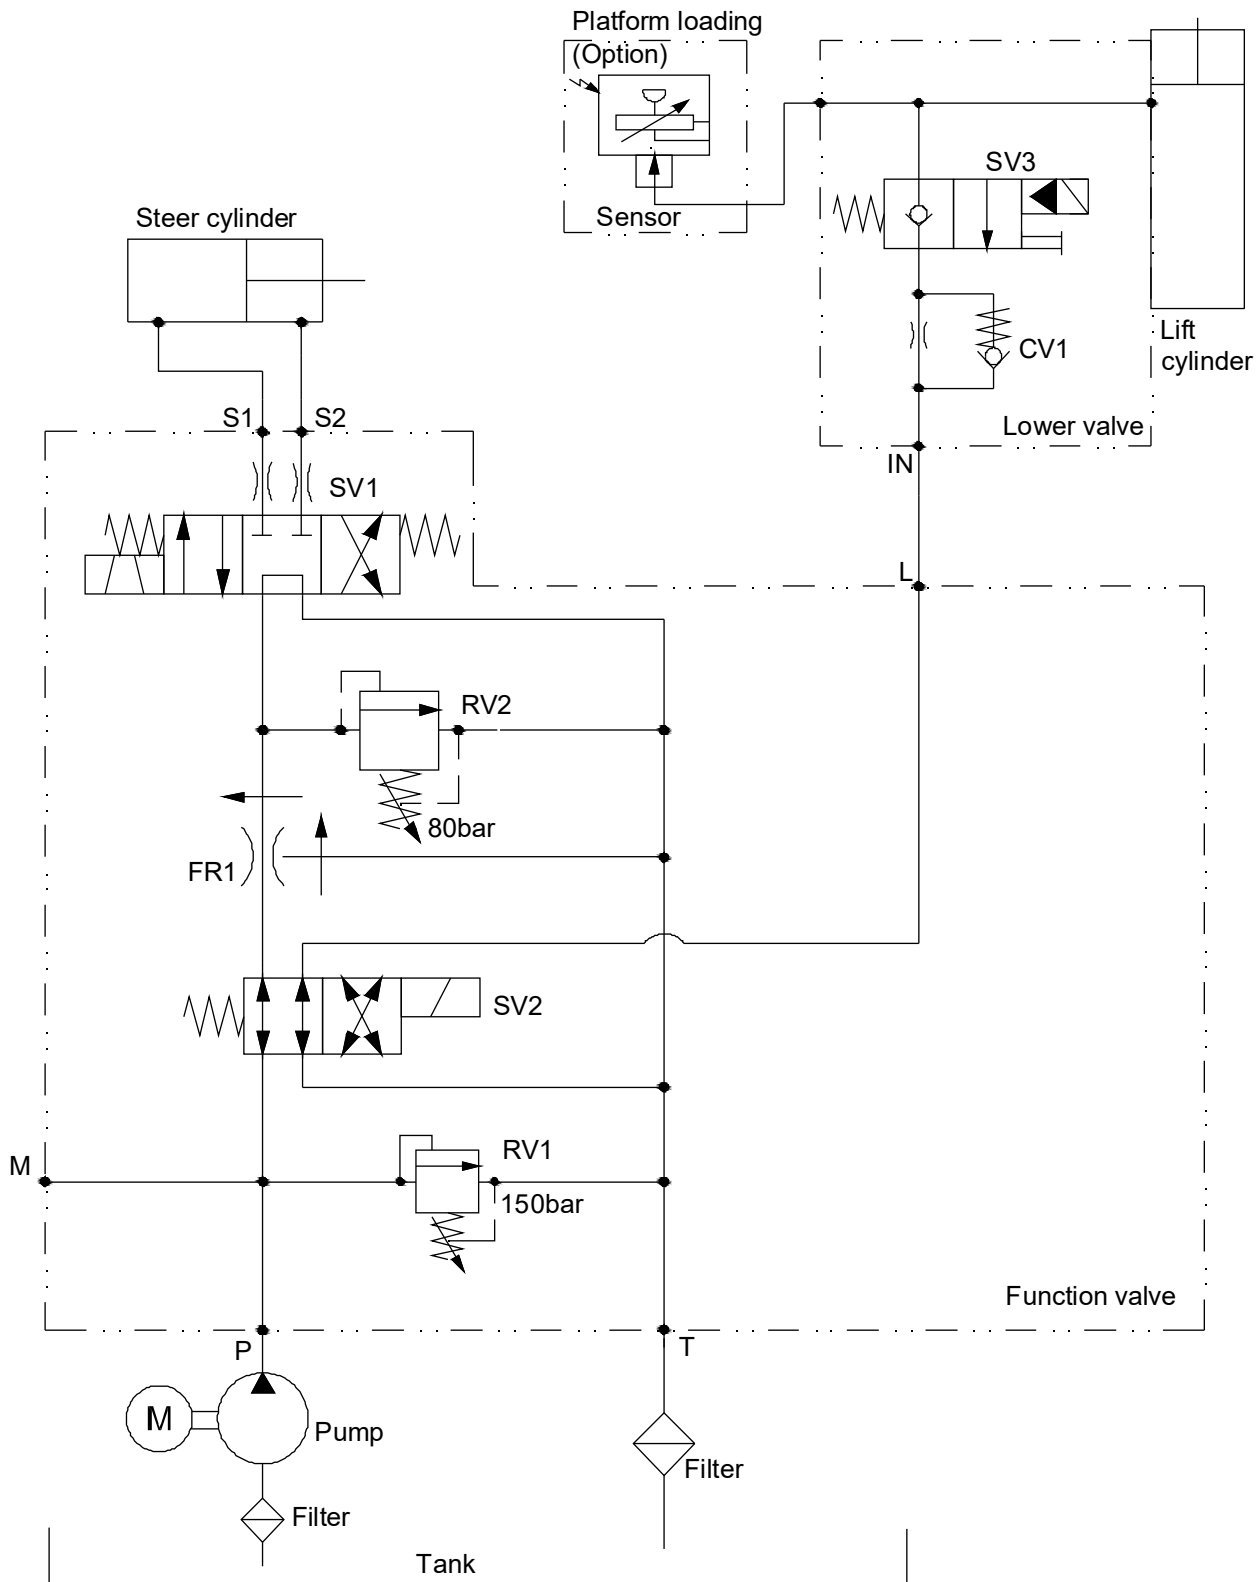 Platform loading
(Option)
SV3
Steer cylinder
Sensor
Lift
cylinder
CV1
S1
S2
Lower valve
IN
SV1
L
RV2
80bar
FR1
SV2
M
RV1
150bar
Function valve
P
T
M
Pump
Filter
Filter
Tank